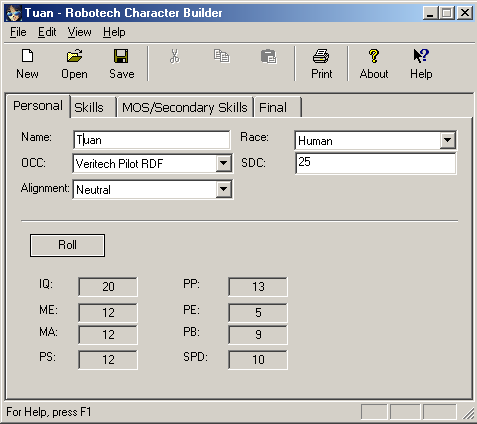 Tuan - Robotech Character Builder
File Edit View Help
New Open Save Print About Help
Personal Skills MOS/Secondary Skills Final
Name: Tuan Race: Human
OCC: Veritech Pilot RDF SDC: 25
Alignment: Neutral
Roll
IQ: 20 PP: 13
ME: 12 PE: 5
MA: 12 PB: 9
PS: 12 SPD: 10
For Help, press F1